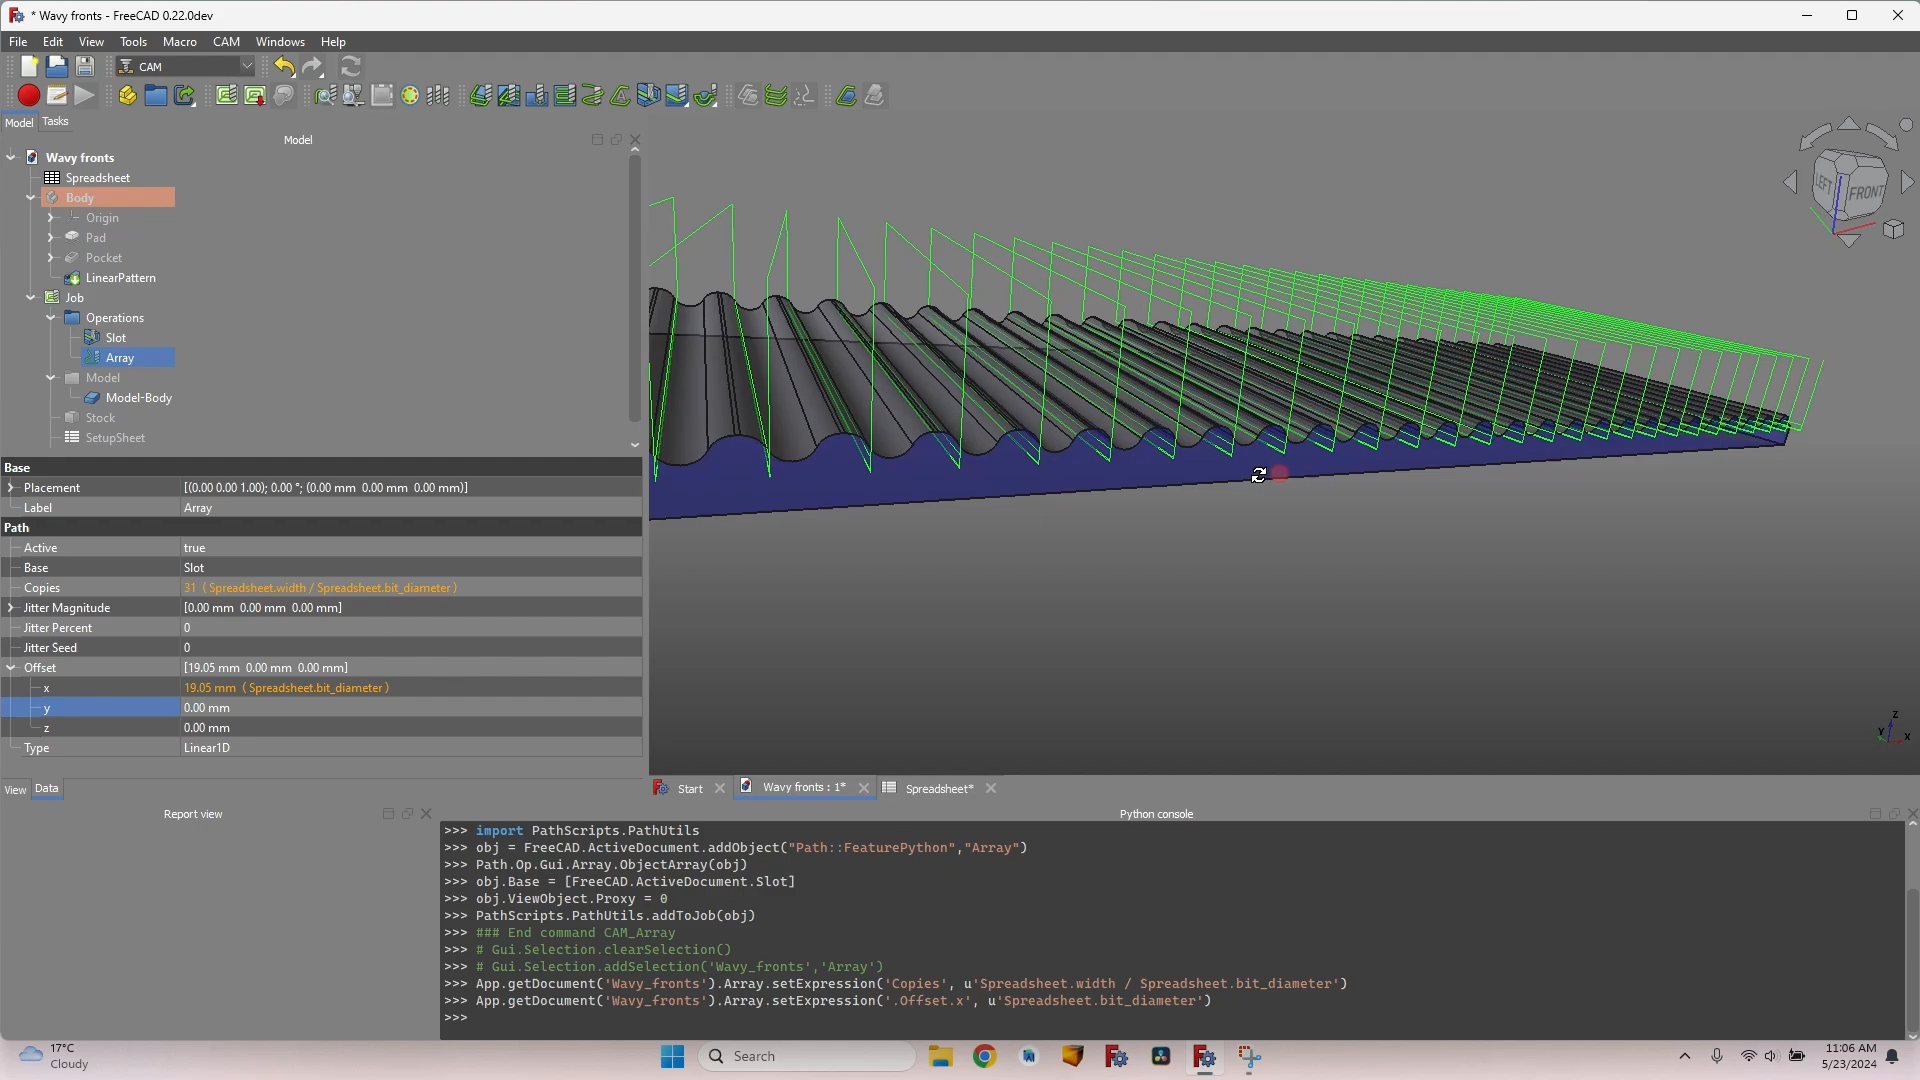 * Wavy fronts - FreeCAD 0.22.0dev
File Edit View Tools Macro CAM Windows Help
CAM
Model Tasks
Model
Wavy fronts
Spreadsheet
Body
Origin
Pad
Pocket
LinearPattern
Job
Operations
Slot
Array
Model
Model-Body
Stock
SetupSheet
LEFT FRONT
Base
Placement [(0.00 0.00 1.00); 0.00 °; (0.00 mm 0.00 mm 0.00 mm)]
Label Array
Path
Active true
Base Slot
Copies 31 ( Spreadsheet.width / Spreadsheet.bit_diameter )
Jitter Magnitude [0.00 mm 0.00 mm 0.00 mm]
Jitter Percent 0
Jitter Seed 0
Offset [19.05 mm 0.00 mm 0.00 mm]
x 19.05 mm ( Spreadsheet.bit_diameter )
y 0.00 mm
z 0.00 mm
Type Linear1D
Z
Y X
View Data
Start Wavy fronts : 1* Spreadsheet*
Report view
Python console
>>> import PathScripts.PathUtils
>>> obj = FreeCAD.ActiveDocument.addObject("Path::FeaturePython","Array")
>>> Path.Op.Gui.Array.ObjectArray(obj)
>>> obj.Base = [FreeCAD.ActiveDocument.Slot]
>>> obj.ViewObject.Proxy = 0
>>> PathScripts.PathUtils.addToJob(obj)
>>> ### End command CAM_Array
>>> # Gui.Selection.clearSelection()
>>> # Gui.Selection.addSelection('Wavy_fronts','Array')
>>> App.getDocument('Wavy_fronts').Array.setExpression('Copies', u'Spreadsheet.width / Spreadsheet.bit_diameter')
>>> App.getDocument('Wavy_fronts').Array.setExpression('.Offset.x', u'Spreadsheet.bit_diameter')
>>>
17°C
Cloudy
Search
11:06 AM
5/23/2024